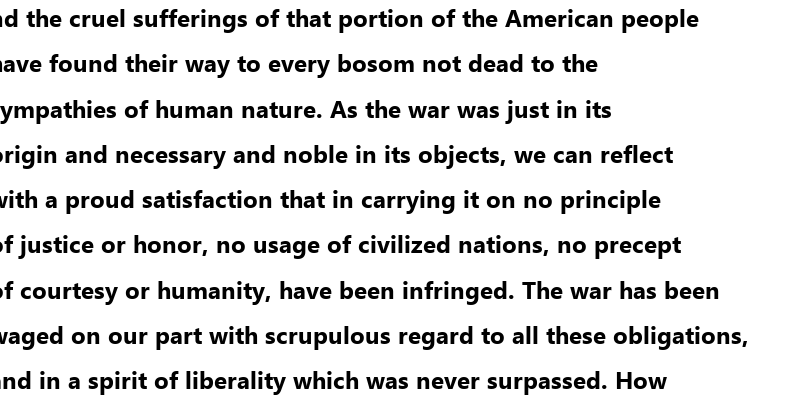 nd the cruel sufferings of that portion of the American people
have found their way to every bosom not dead to the
sympathies of human nature. As the war was just in its
origin and necessary and noble in its objects, we can reflect
with a proud satisfaction that in carrying it on no principle
of justice or honor, no usage of civilized nations, no precept
of courtesy or humanity, have been infringed. The war has been
waged on our part with scrupulous regard to all these obligations,
and in a spirit of liberality which was never surpassed. How